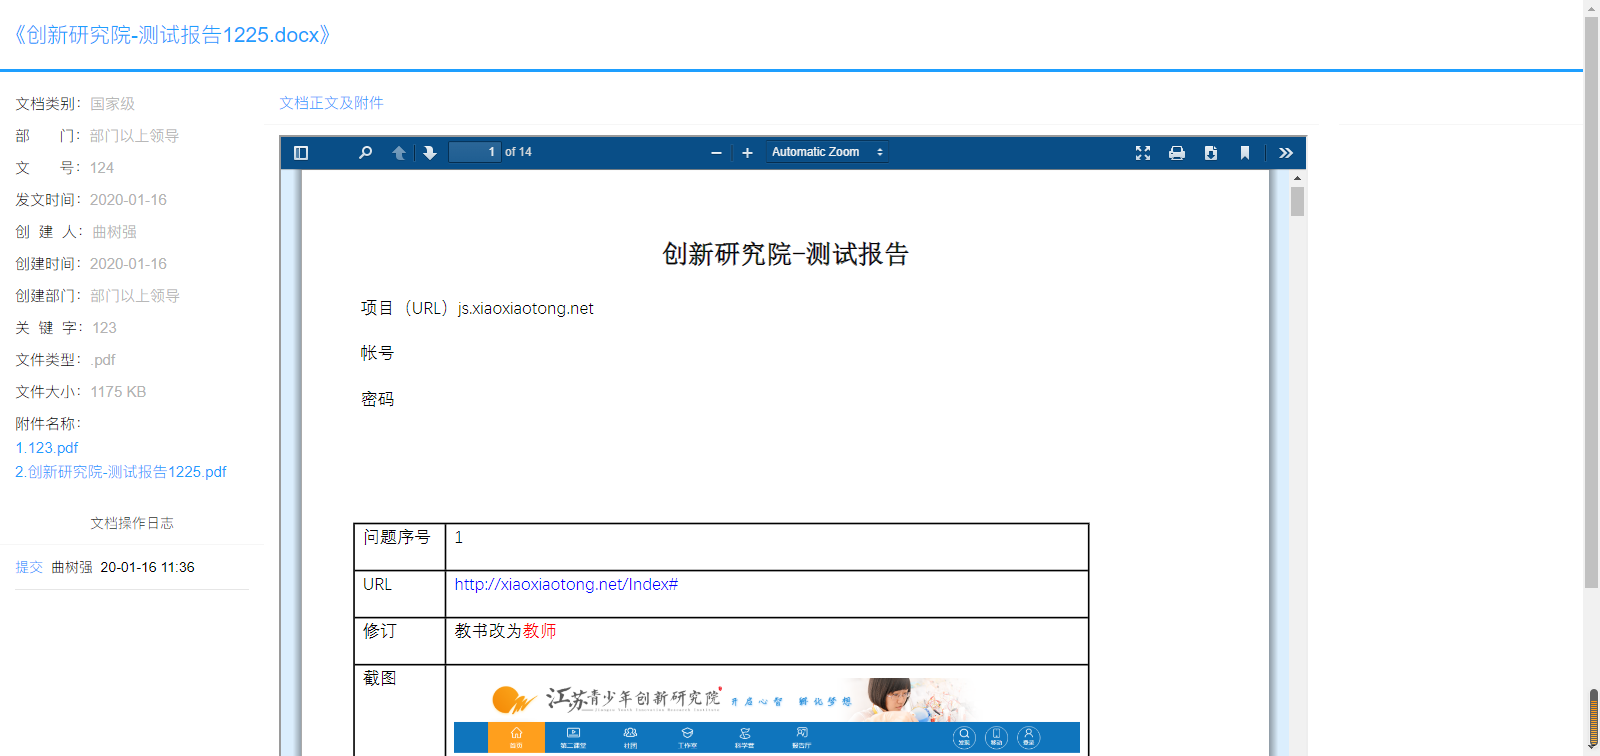 《创新研究院-测试报告1225.docx》
文档类别：国家级
部 门：部门以上领导
文 号：124
发文时间：2020-01-16
创 建 人：曲树强
创建时间：2020-01-16
创建部门：部门以上领导
关 键 字：123
文件类型：.pdf
文件大小：1175 KB
附件名称：
1.123.pdf
2.创新研究院-测试报告1225.pdf
文档操作日志
提交 曲树强 20-01-16 11:36
文档正文及附件
1 of 14
Automatic Zoom
创新研究院-测试报告
项目（URL）js.xiaoxiaotong.net
帐号
密码
问题序号 1
URL http://xiaoxiaotong.net/Index#
修订 教书改为教师
截图
江苏青少年创新研究院 开启心智 孵化梦想
首页 第二课堂 社团 工作室 科学营 报告厅 移动 登录